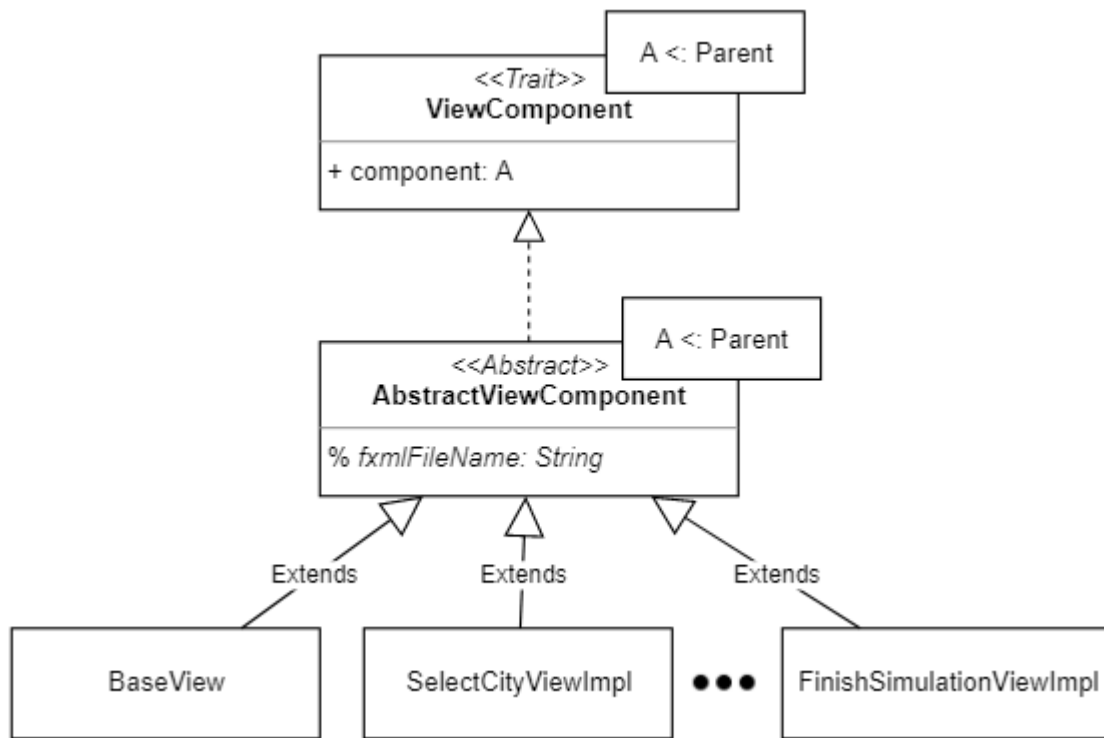 A <: Parent
<<Trait>>
ViewComponent
+ component: A
A <: Parent
<<Abstract>>
AbstractViewComponent
% fxmlFileName: String
Extends
Extends
Extends
BaseView
SelectCityViewImpl
FinishSimulationViewImpl